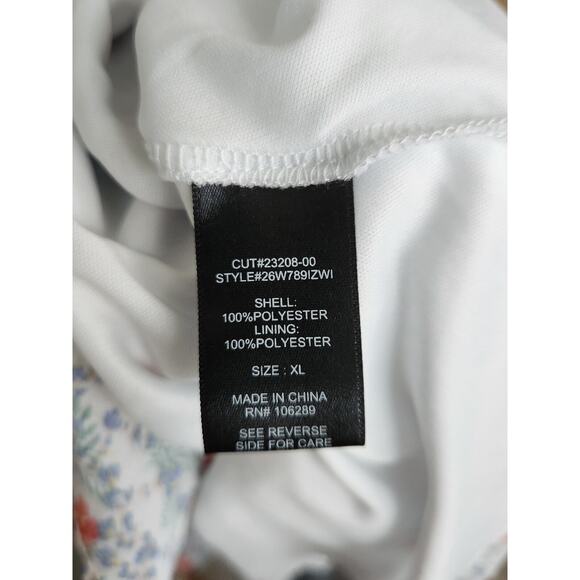 CUT#23208-00
STYLE#26W789IZWI
SHELL:
100%POLYESTER
LINING:
100%POLYESTER
SIZE : XL
MADE IN CHINA
RN# 106289
SEE REVERSE
SIDE FOR CARE